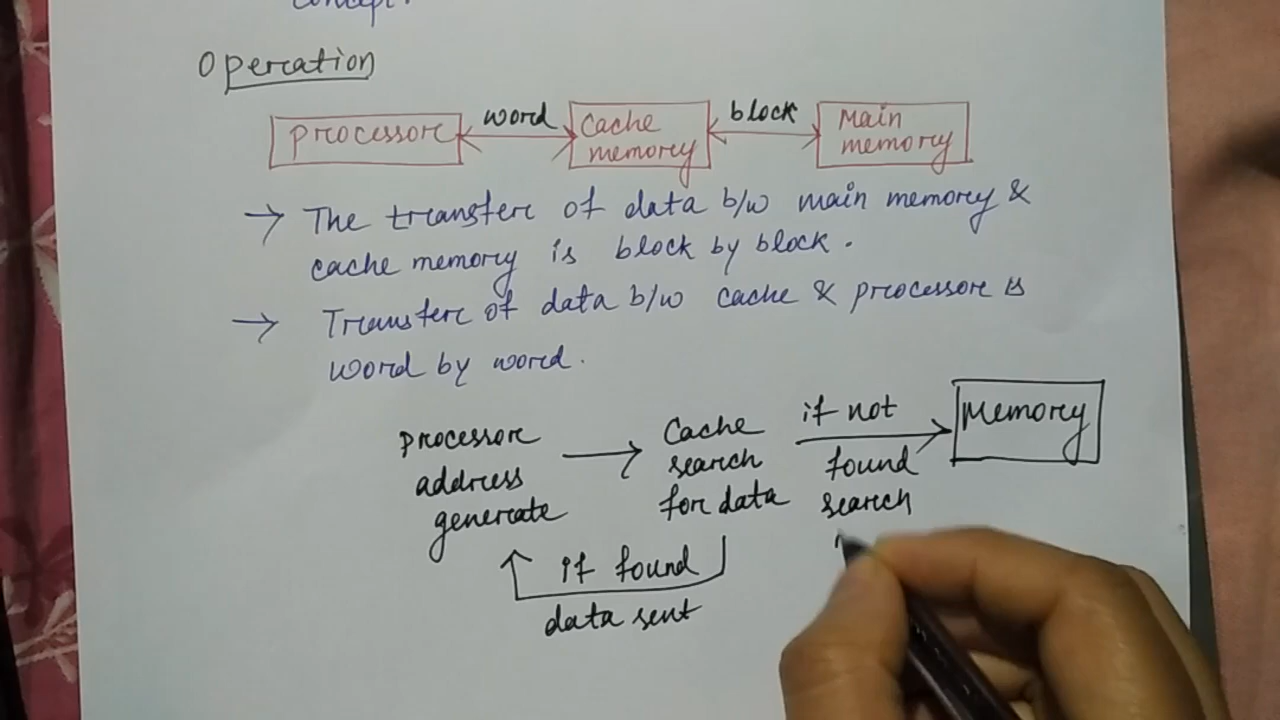 concept.
Operation
processor
word
cache
memory
block
Main
memory
→ The transfer of data b/w main memory &
cache memory is block by block.
→ Transfer of data b/w cache & processor is
word by word.
processor
address
generate
Cache
search
for data
if not
found
search
Memory
if found
data sent